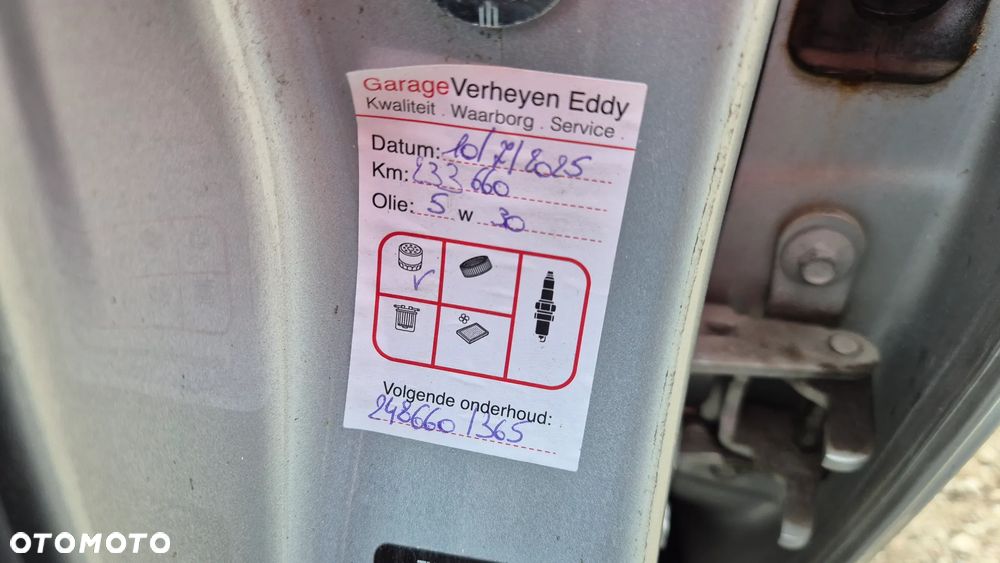 GarageVerheyen Eddy
Kwaliteit . Waarborg . Service .
Datum: 10/7/2025
Km: 233 660
Olie: 5 w 30
Volgende onderhoud:
248660 / 365
OTOMOTO